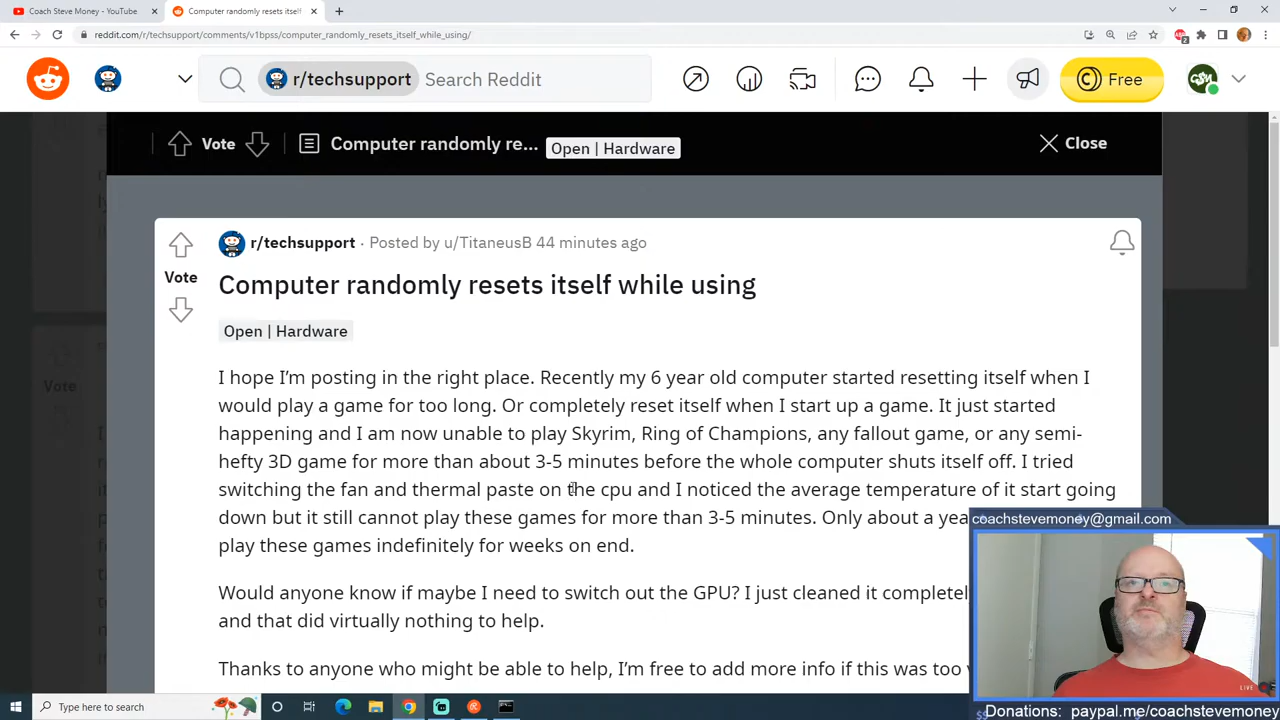 Coach Steve Money - YouTube
Computer randomly resets itself
reddit.com/r/techsupport/comments/v1bpss/computer_randomly_resets_itself_while_using/
r/techsupport
Search Reddit
Free
Vote
Computer randomly re...
Open | Hardware
Close
r/techsupport · Posted by u/TitaneusB 44 minutes ago
Vote
Computer randomly resets itself while using
Open | Hardware
I hope I'm posting in the right place. Recently my 6 year old computer started resetting itself when I
would play a game for too long. Or completely reset itself when I start up a game. It just started
happening and I am now unable to play Skyrim, Ring of Champions, any fallout game, or any semi-
hefty 3D game for more than about 3-5 minutes before the whole computer shuts itself off. I tried
switching the fan and thermal paste on the cpu and I noticed the average temperature of it start going
down but it still cannot play these games for more than 3-5 minutes. Only about a yea
play these games indefinitely for weeks on end.
Would anyone know if maybe I need to switch out the GPU? I just cleaned it completely
and that did virtually nothing to help.
Thanks to anyone who might be able to help, I'm free to add more info if this was too
Vote
coachstevemoney@gmail.com
LIVE
Donations: paypal.me/coachstevemoney
Type here to search